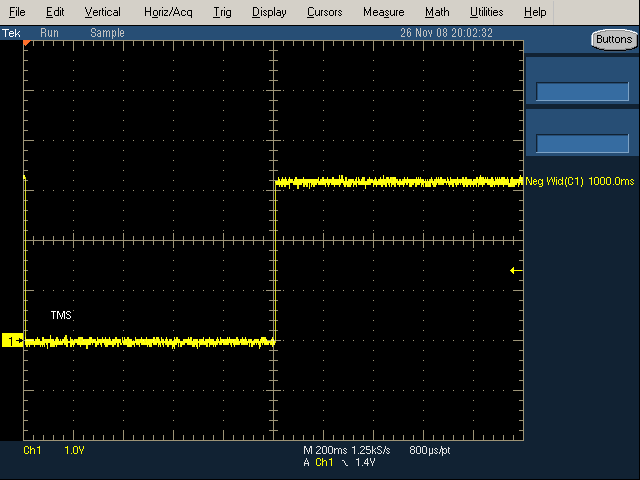 File Edit Vertical Horiz/Acq Trig Display Cursors Measure Math Utilities Help
Tek Run Sample 26 Nov 08 20:02:32 Buttons
Neg Wid(C1) 1000.0ms
TMS
1
Ch1 1.0V M 200ms 1.25kS/s 800µs/pt
A Ch1 1.4V